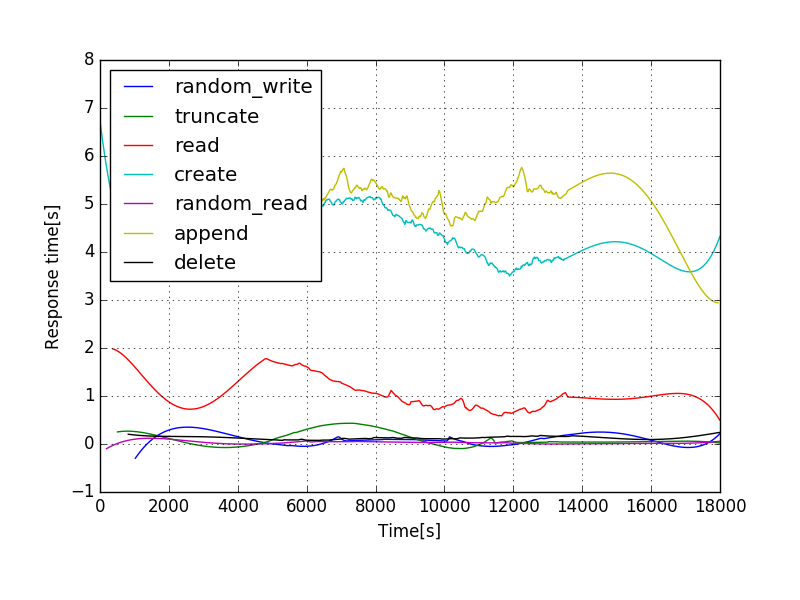 8
7
6
5
4
3
2
1
0
−1
Response time[s]
random_write
truncate
read
create
random_read
append
delete
0 2000 4000 6000 8000 10000 12000 14000 16000 18000
Time[s]